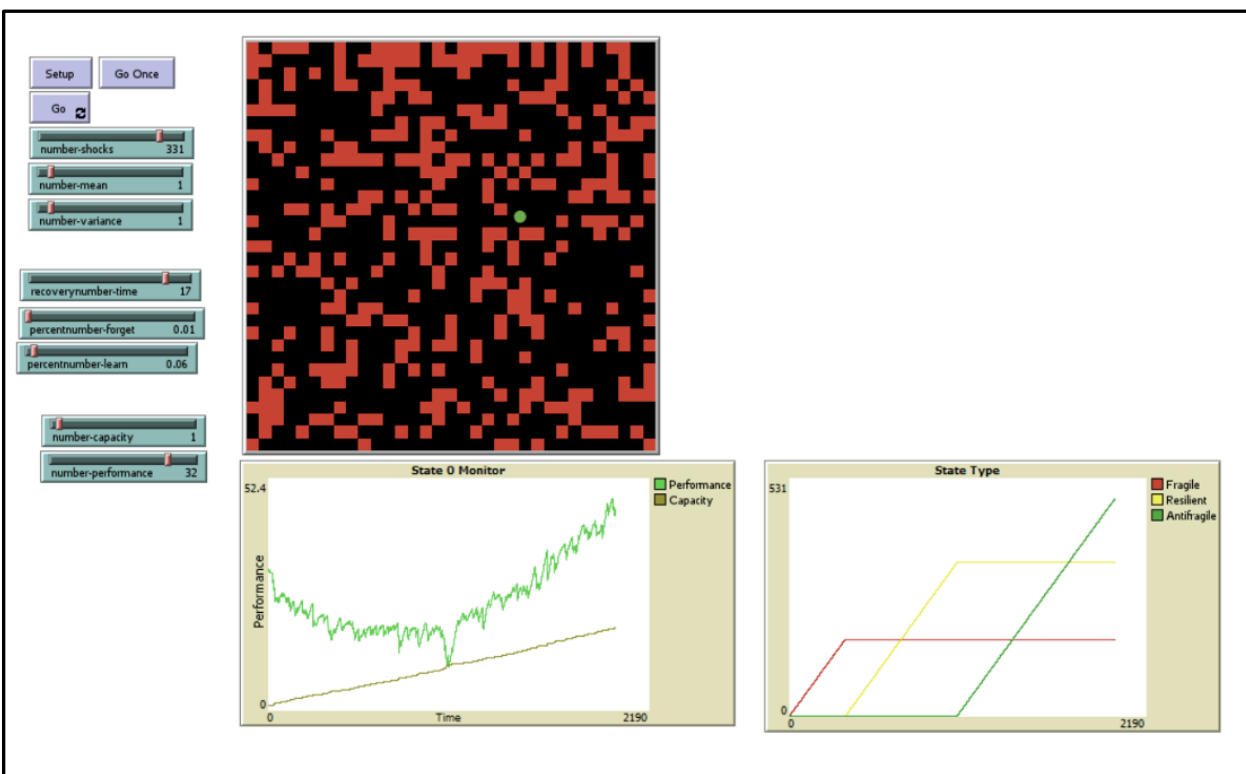 Setup
Go Once
Go
number-shocks 331
number-mean 1
number-variance 1
recoverynumber-time 17
percentnumber-forget 0.01
percentnumber-learn 0.06
number-capacity 1
number-performance 32
State 0 Monitor
52.4
Performance
0
0
Time
2190
Performance
Capacity
State Type
531
0
0
2190
Fragile
Resilient
Antifragile